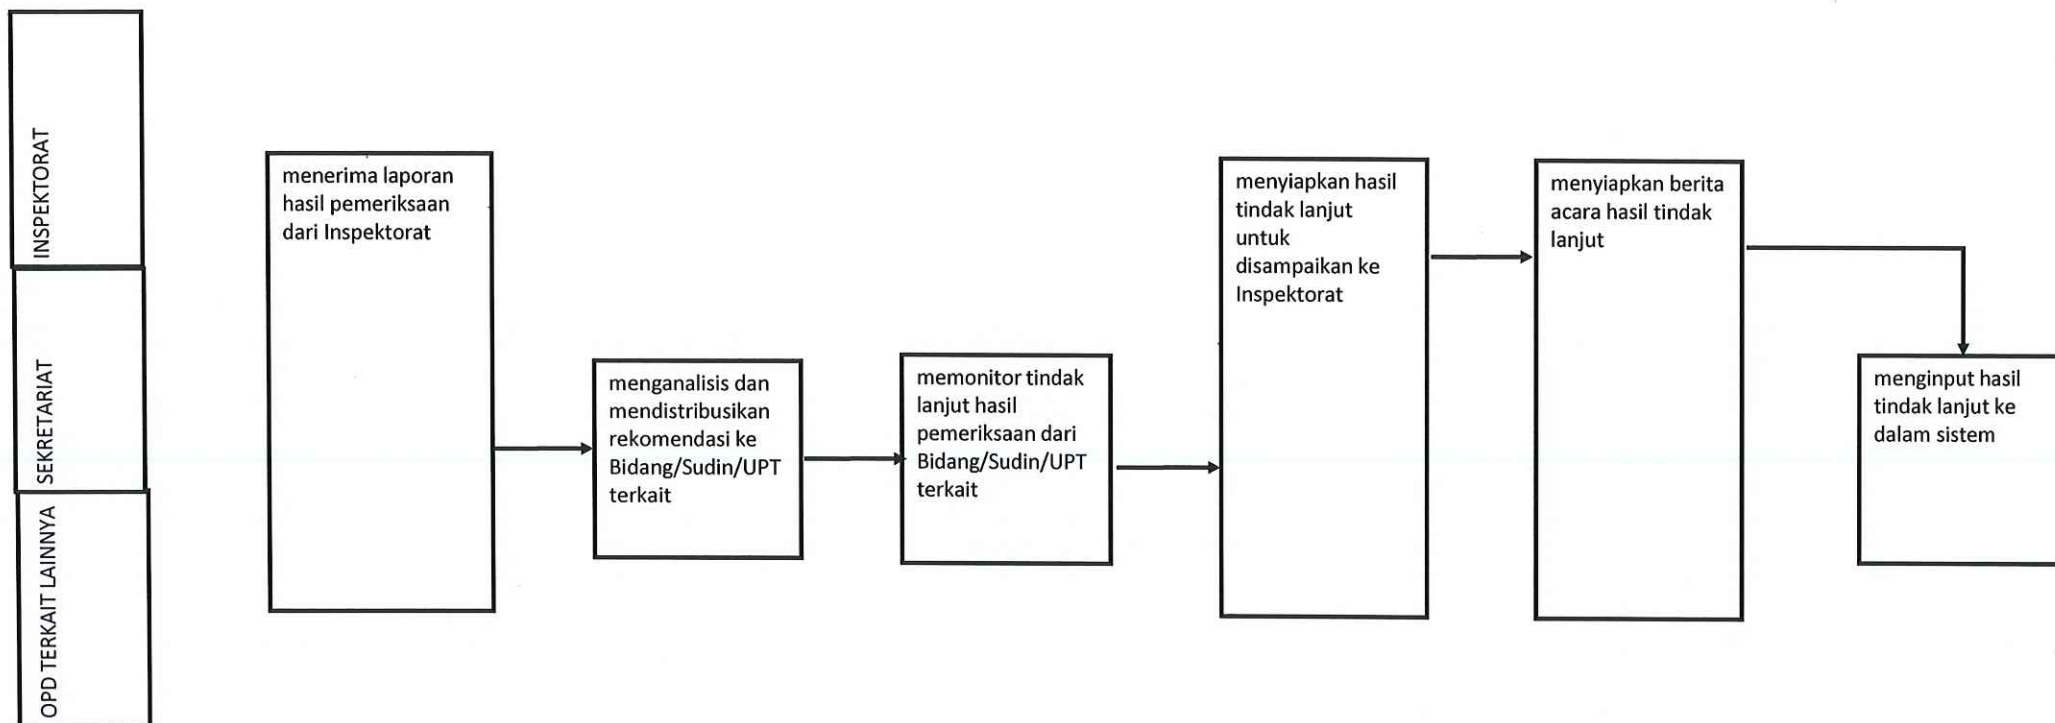 INSPEKTORAT
SEKRETARIAT
OPD TERKAIT LAINNYA
menerima laporan
hasil pemeriksaan
dari Inspektorat
menganalisis dan
mendistribusikan
rekomendasi ke
Bidang/Sudin/UPT
terkait
memonitor tindak
lanjut hasil
pemeriksaan dari
Bidang/Sudin/UPT
terkait
menyiapkan hasil
tindak lanjut
untuk
disampaikan ke
Inspektorat
menyiapkan berita
acara hasil tindak
lanjut
menginput hasil
tindak lanjut ke
dalam sistem